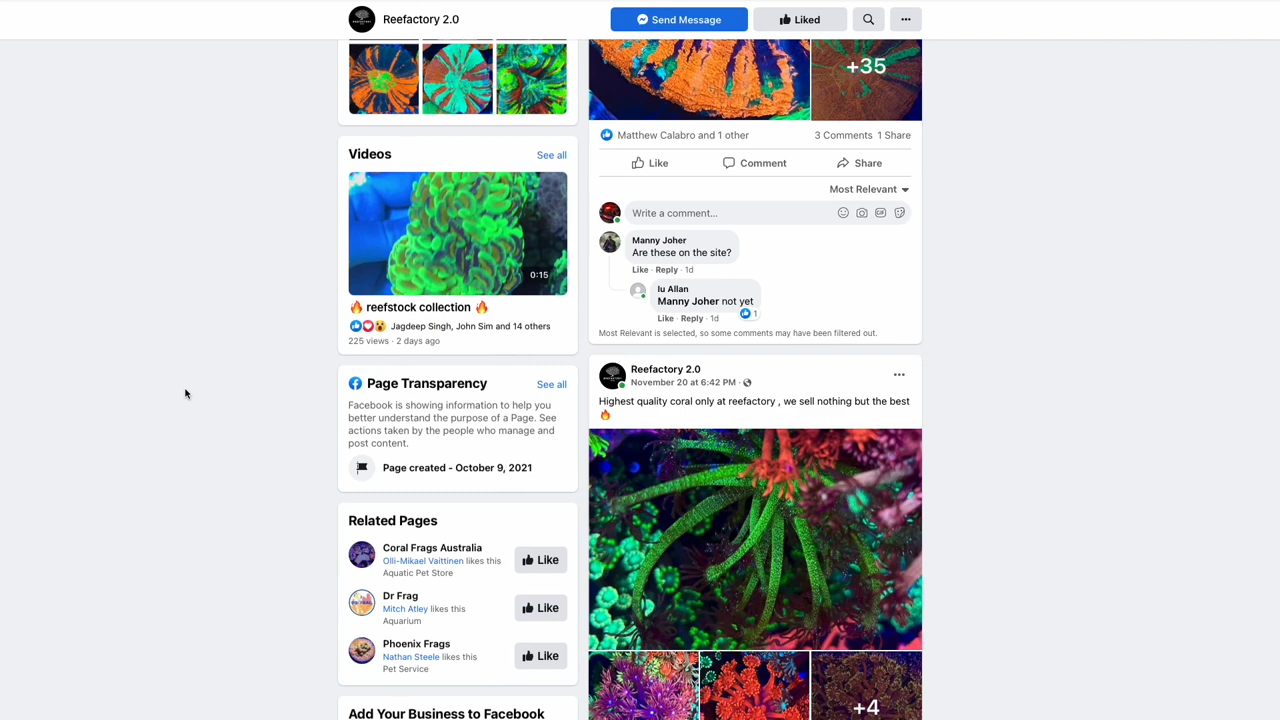 Reefactory 2.0
Send Message
Liked
+35
Matthew Calabro and 1 other
3 Comments 1 Share
Like
Comment
Share
Most Relevant
Write a comment...
Manny Joher
Are these on the site?
Like · Reply · 1d
Iu Allan
Manny Joher not yet
1
Like · Reply · 1d
Most Relevant is selected, so some comments may have been filtered out.
Videos
See all
0:15
🔥 reefstock collection 🔥
Jagdeep Singh, John Sim and 14 others
225 views · 2 days ago
Page Transparency
See all
Facebook is showing information to help you
better understand the purpose of a Page. See
actions taken by the people who manage and
post content.
Page created - October 9, 2021
Related Pages
Coral Frags Australia
Olli-Mikael Vaittinen likes this
Aquatic Pet Store
Like
Dr Frag
Mitch Atley likes this
Aquarium
Like
Phoenix Frags
Nathan Steele likes this
Pet Service
Like
Add Your Business to Facebook
Reefactory 2.0
November 20 at 6:42 PM ·
Highest quality coral only at reefactory , we sell nothing but the best
🔥
+4